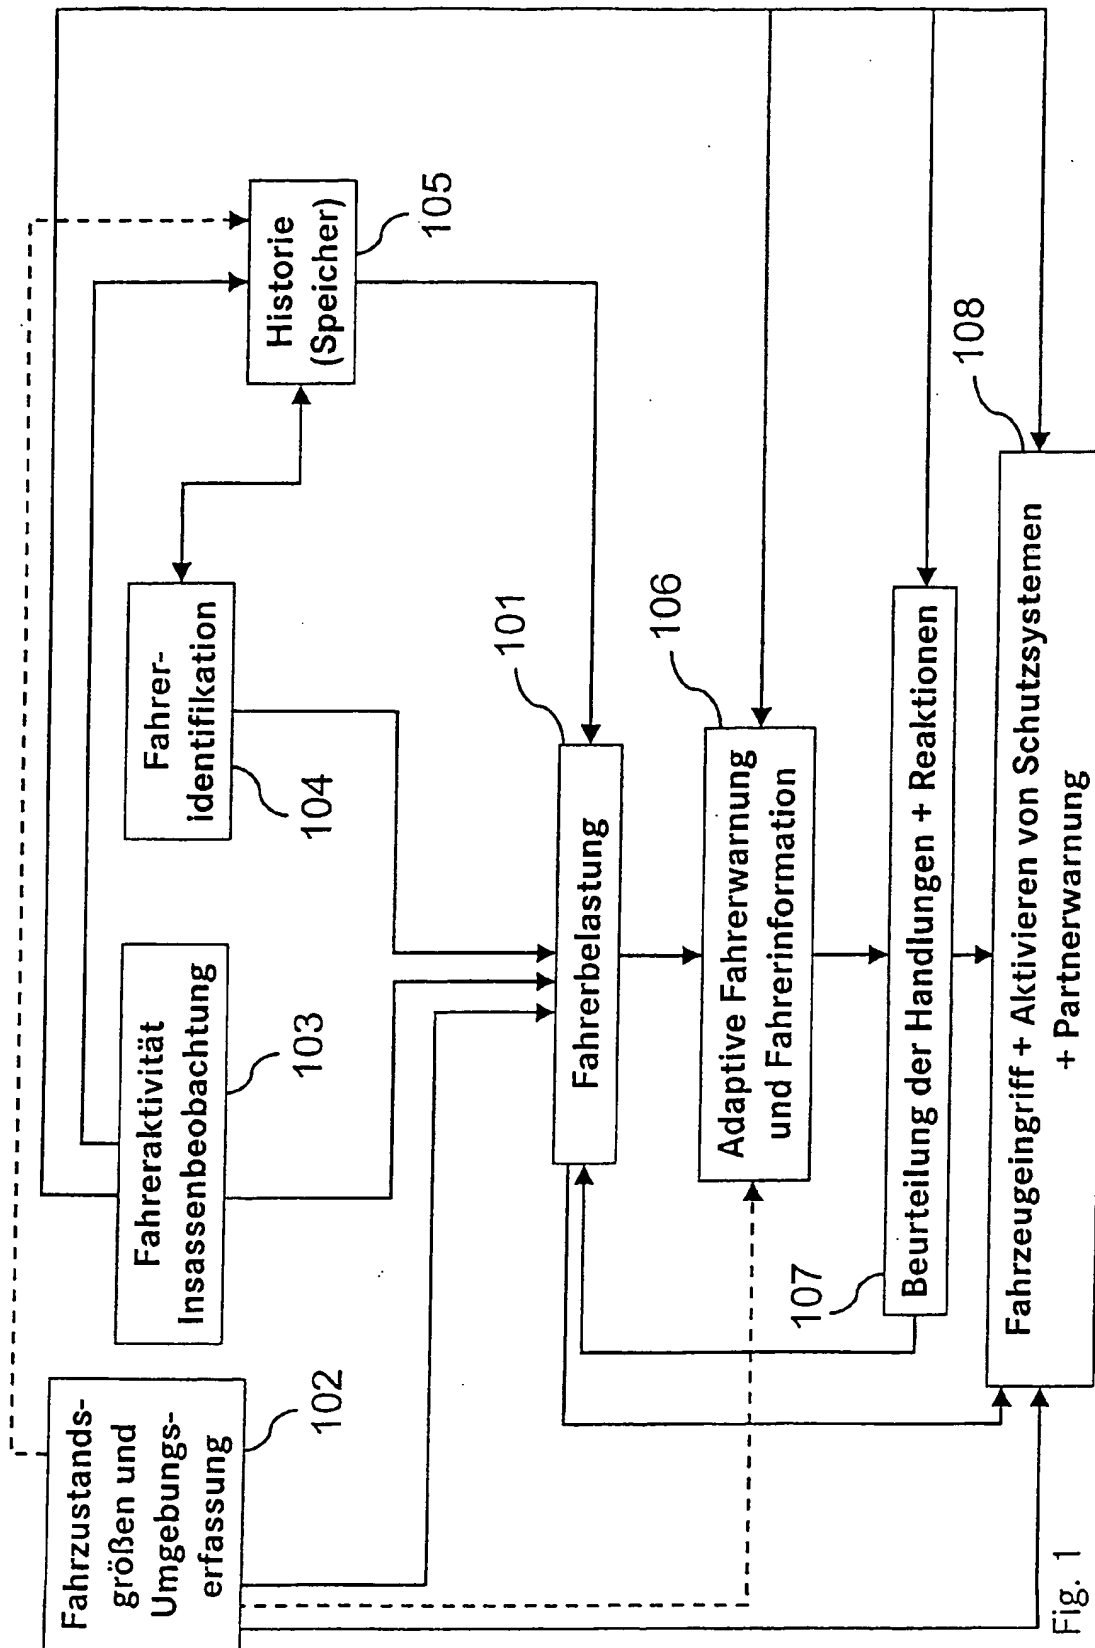 Fahrzustands-
größen und
Umgebungs-
erfassung
102
Fahreraktivität
Insassenbeobachtung
103
Fahrer-
identifikation
104
Historie
(Speicher)
105
Fahrerbelastung
101
Adaptive Fahrerwarnung
und Fahrerinformation
106
Beurteilung der Handlungen + Reaktionen
107
Fahrzeugeingriff + Aktivieren von Schutzsystemen
+ Partnerwarnung
108
Fig. 1